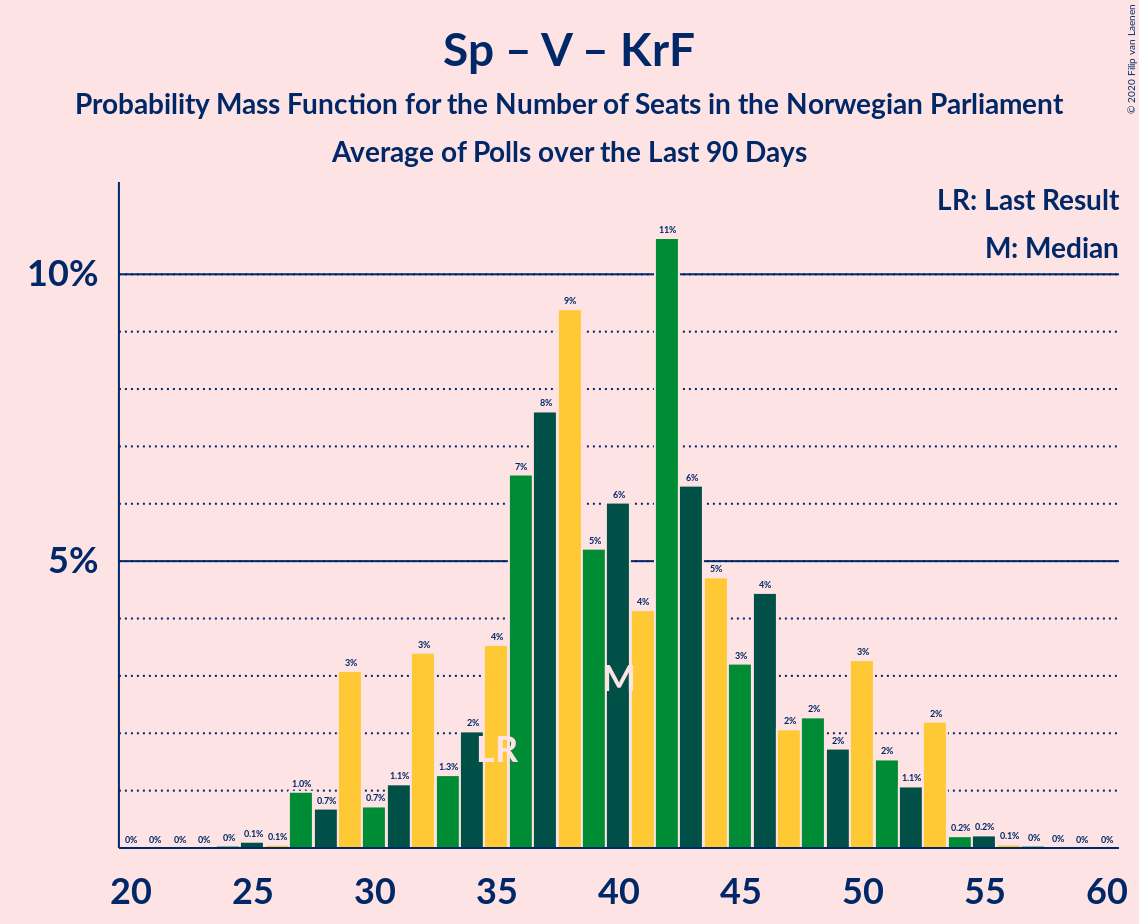 © 2020 Filip van Laenen
Sp – V – KrF
Probability Mass Function for the Number of Seats in the Norwegian Parliament
Average of Polls over the Last 90 Days
LR: Last Result
M: Median
10%
5%
0% 0% 0% 0% 0% 0.1% 0.1% 1.0% 0.7% 3% 0.7% 1.1% 3% 1.3% 2% 4% 7% 8% 9% 5% 6% 4% 11% 6% 5% 3% 4% 2% 2% 2% 3% 2% 1.1% 2% 0.2% 0.2% 0.1% 0% 0% 0% 0%
M
LR
20 25 30 35 40 45 50 55 60